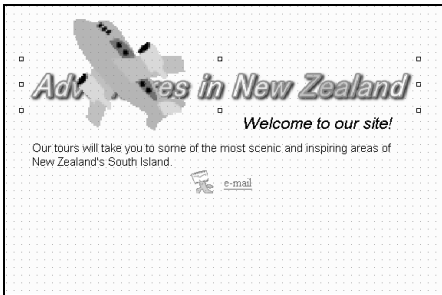 in New Zealand
Welcome to our site!
Our tours will take you to some of the most scenic and inspiring areas of
New Zealand's South Island.
e-mail